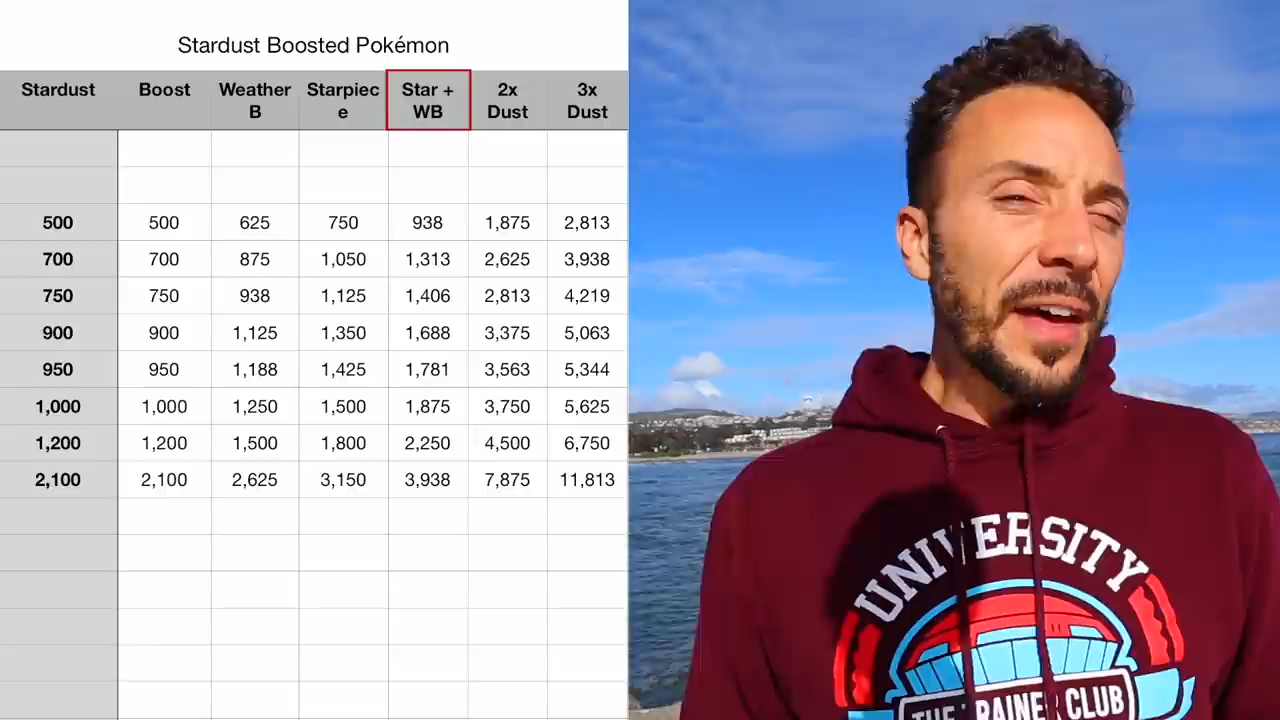 Stardust Boosted Pokémon
Stardust Boost Weather B Starpiec e Star + WB 2x Dust 3x Dust
500 500 625 750 938 1,875 2,813
700 700 875 1,050 1,313 2,625 3,938
750 750 938 1,125 1,406 2,813 4,219
900 900 1,125 1,350 1,688 3,375 5,063
950 950 1,188 1,425 1,781 3,563 5,344
1,000 1,000 1,250 1,500 1,875 3,750 5,625
1,200 1,200 1,500 1,800 2,250 4,500 6,750
2,100 2,100 2,625 3,150 3,938 7,875 11,813
UNIVERSITY
THE TRAINER CLUB